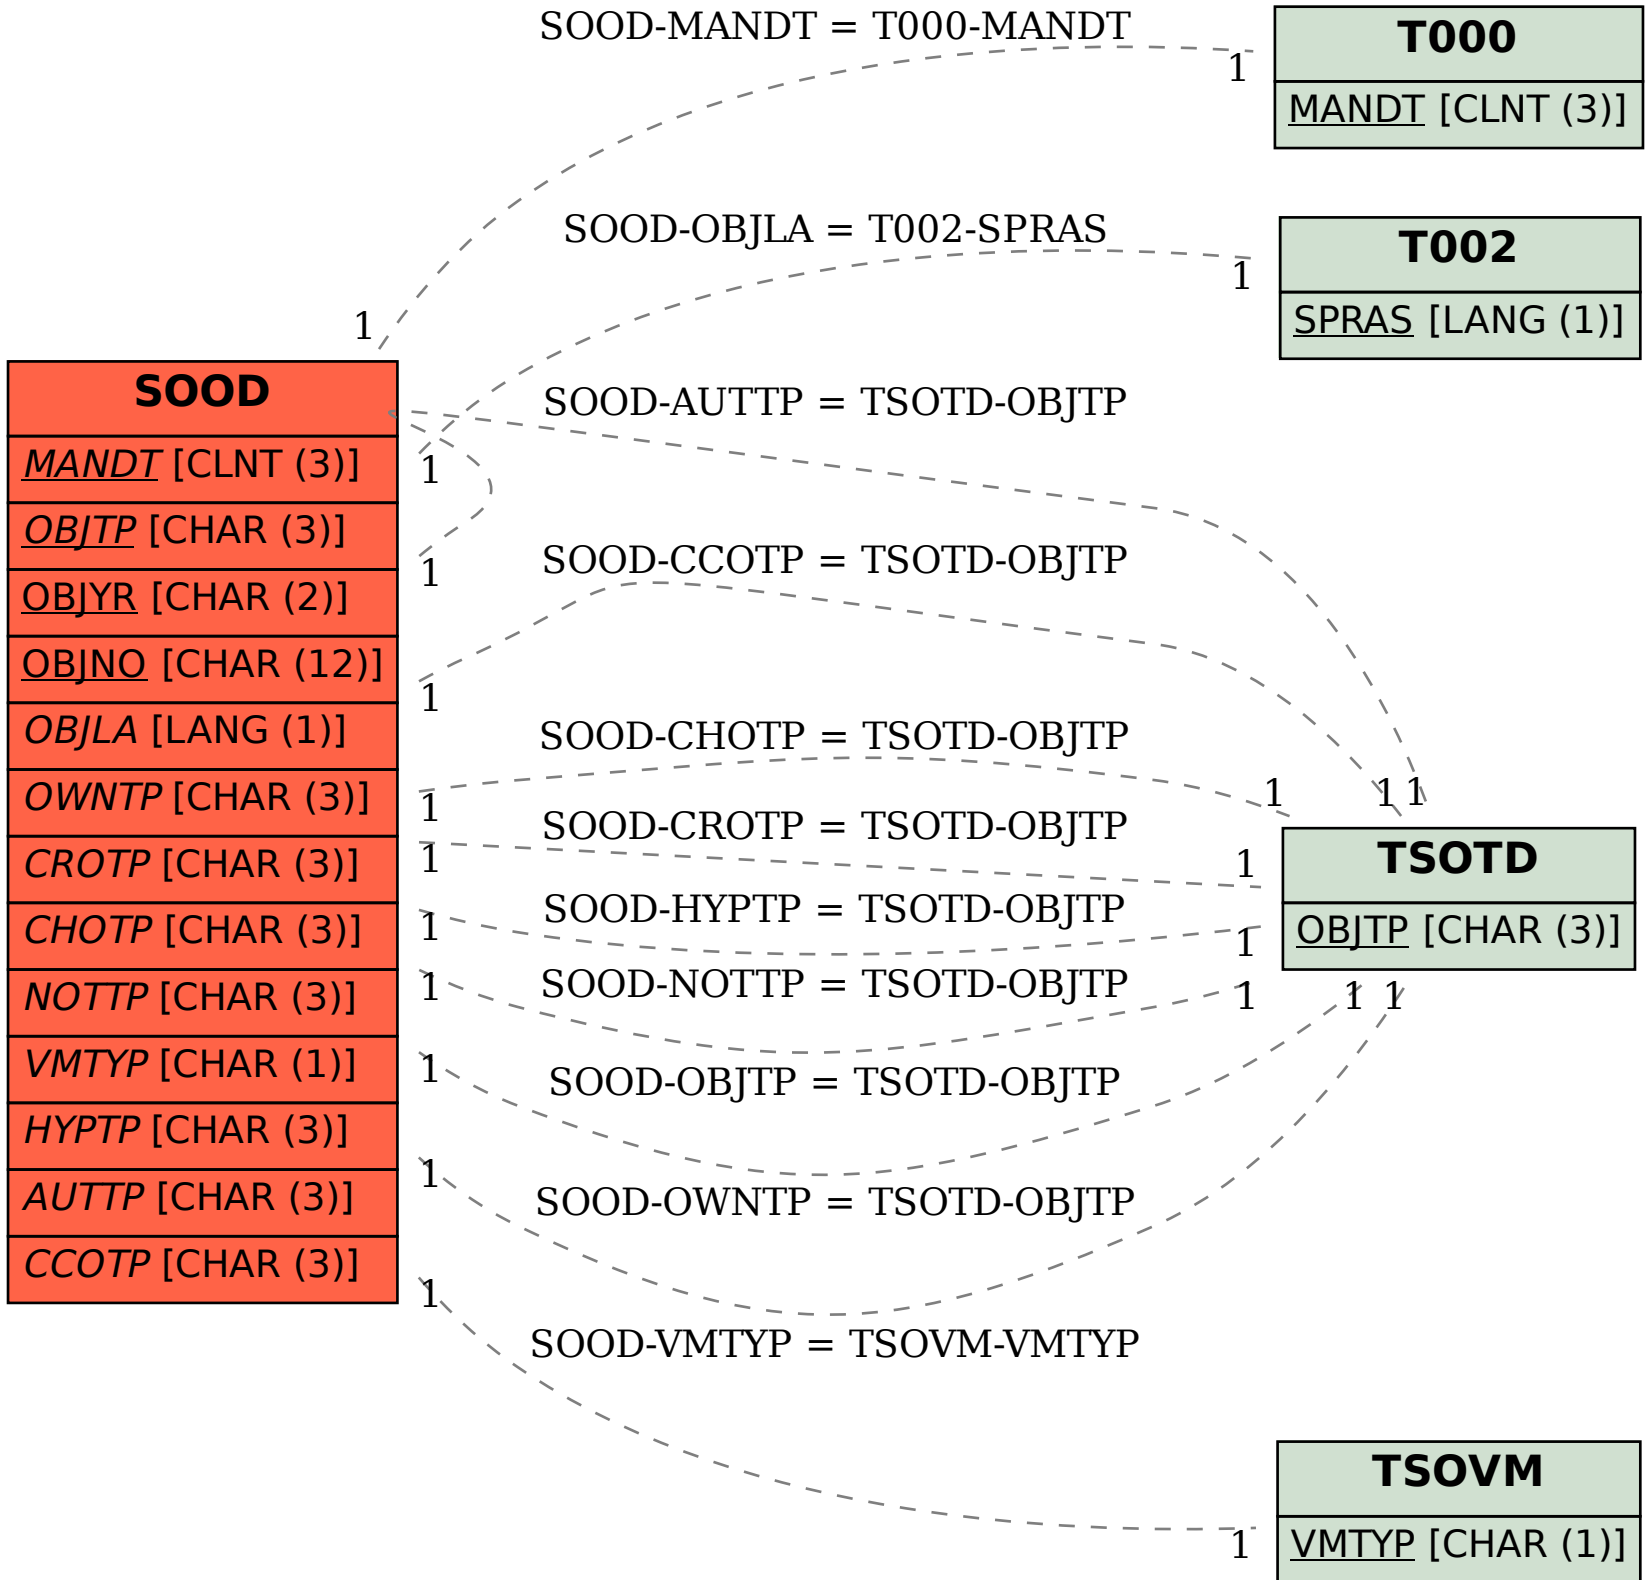 SOOD-MANDT = T000-MANDT
1
1
T000
MANDT [CLNT (3)]
SOOD-OBJLA = T002-SPRAS
1
1
T002
SPRAS [LANG (1)]
SOOD
MANDT [CLNT (3)]
OBJTP [CHAR (3)]
OBJYR [CHAR (2)]
OBJNO [CHAR (12)]
OBJLA [LANG (1)]
OWNTP [CHAR (3)]
CROTP [CHAR (3)]
CHOTP [CHAR (3)]
NOTTP [CHAR (3)]
VMTYP [CHAR (1)]
HYPTP [CHAR (3)]
AUTTP [CHAR (3)]
CCOTP [CHAR (3)]
SOOD-AUTTP = TSOTD-OBJTP
1
1
SOOD-CCOTP = TSOTD-OBJTP
1
1
SOOD-CHOTP = TSOTD-OBJTP
1
1
SOOD-CROTP = TSOTD-OBJTP
1
1
SOOD-HYPTP = TSOTD-OBJTP
1
1
SOOD-NOTTP = TSOTD-OBJTP
1
1
SOOD-OBJTP = TSOTD-OBJTP
1
1
SOOD-OWNTP = TSOTD-OBJTP
1
1
TSOTD
OBJTP [CHAR (3)]
SOOD-VMTYP = TSOVM-VMTYP
1
1
TSOVM
VMTYP [CHAR (1)]